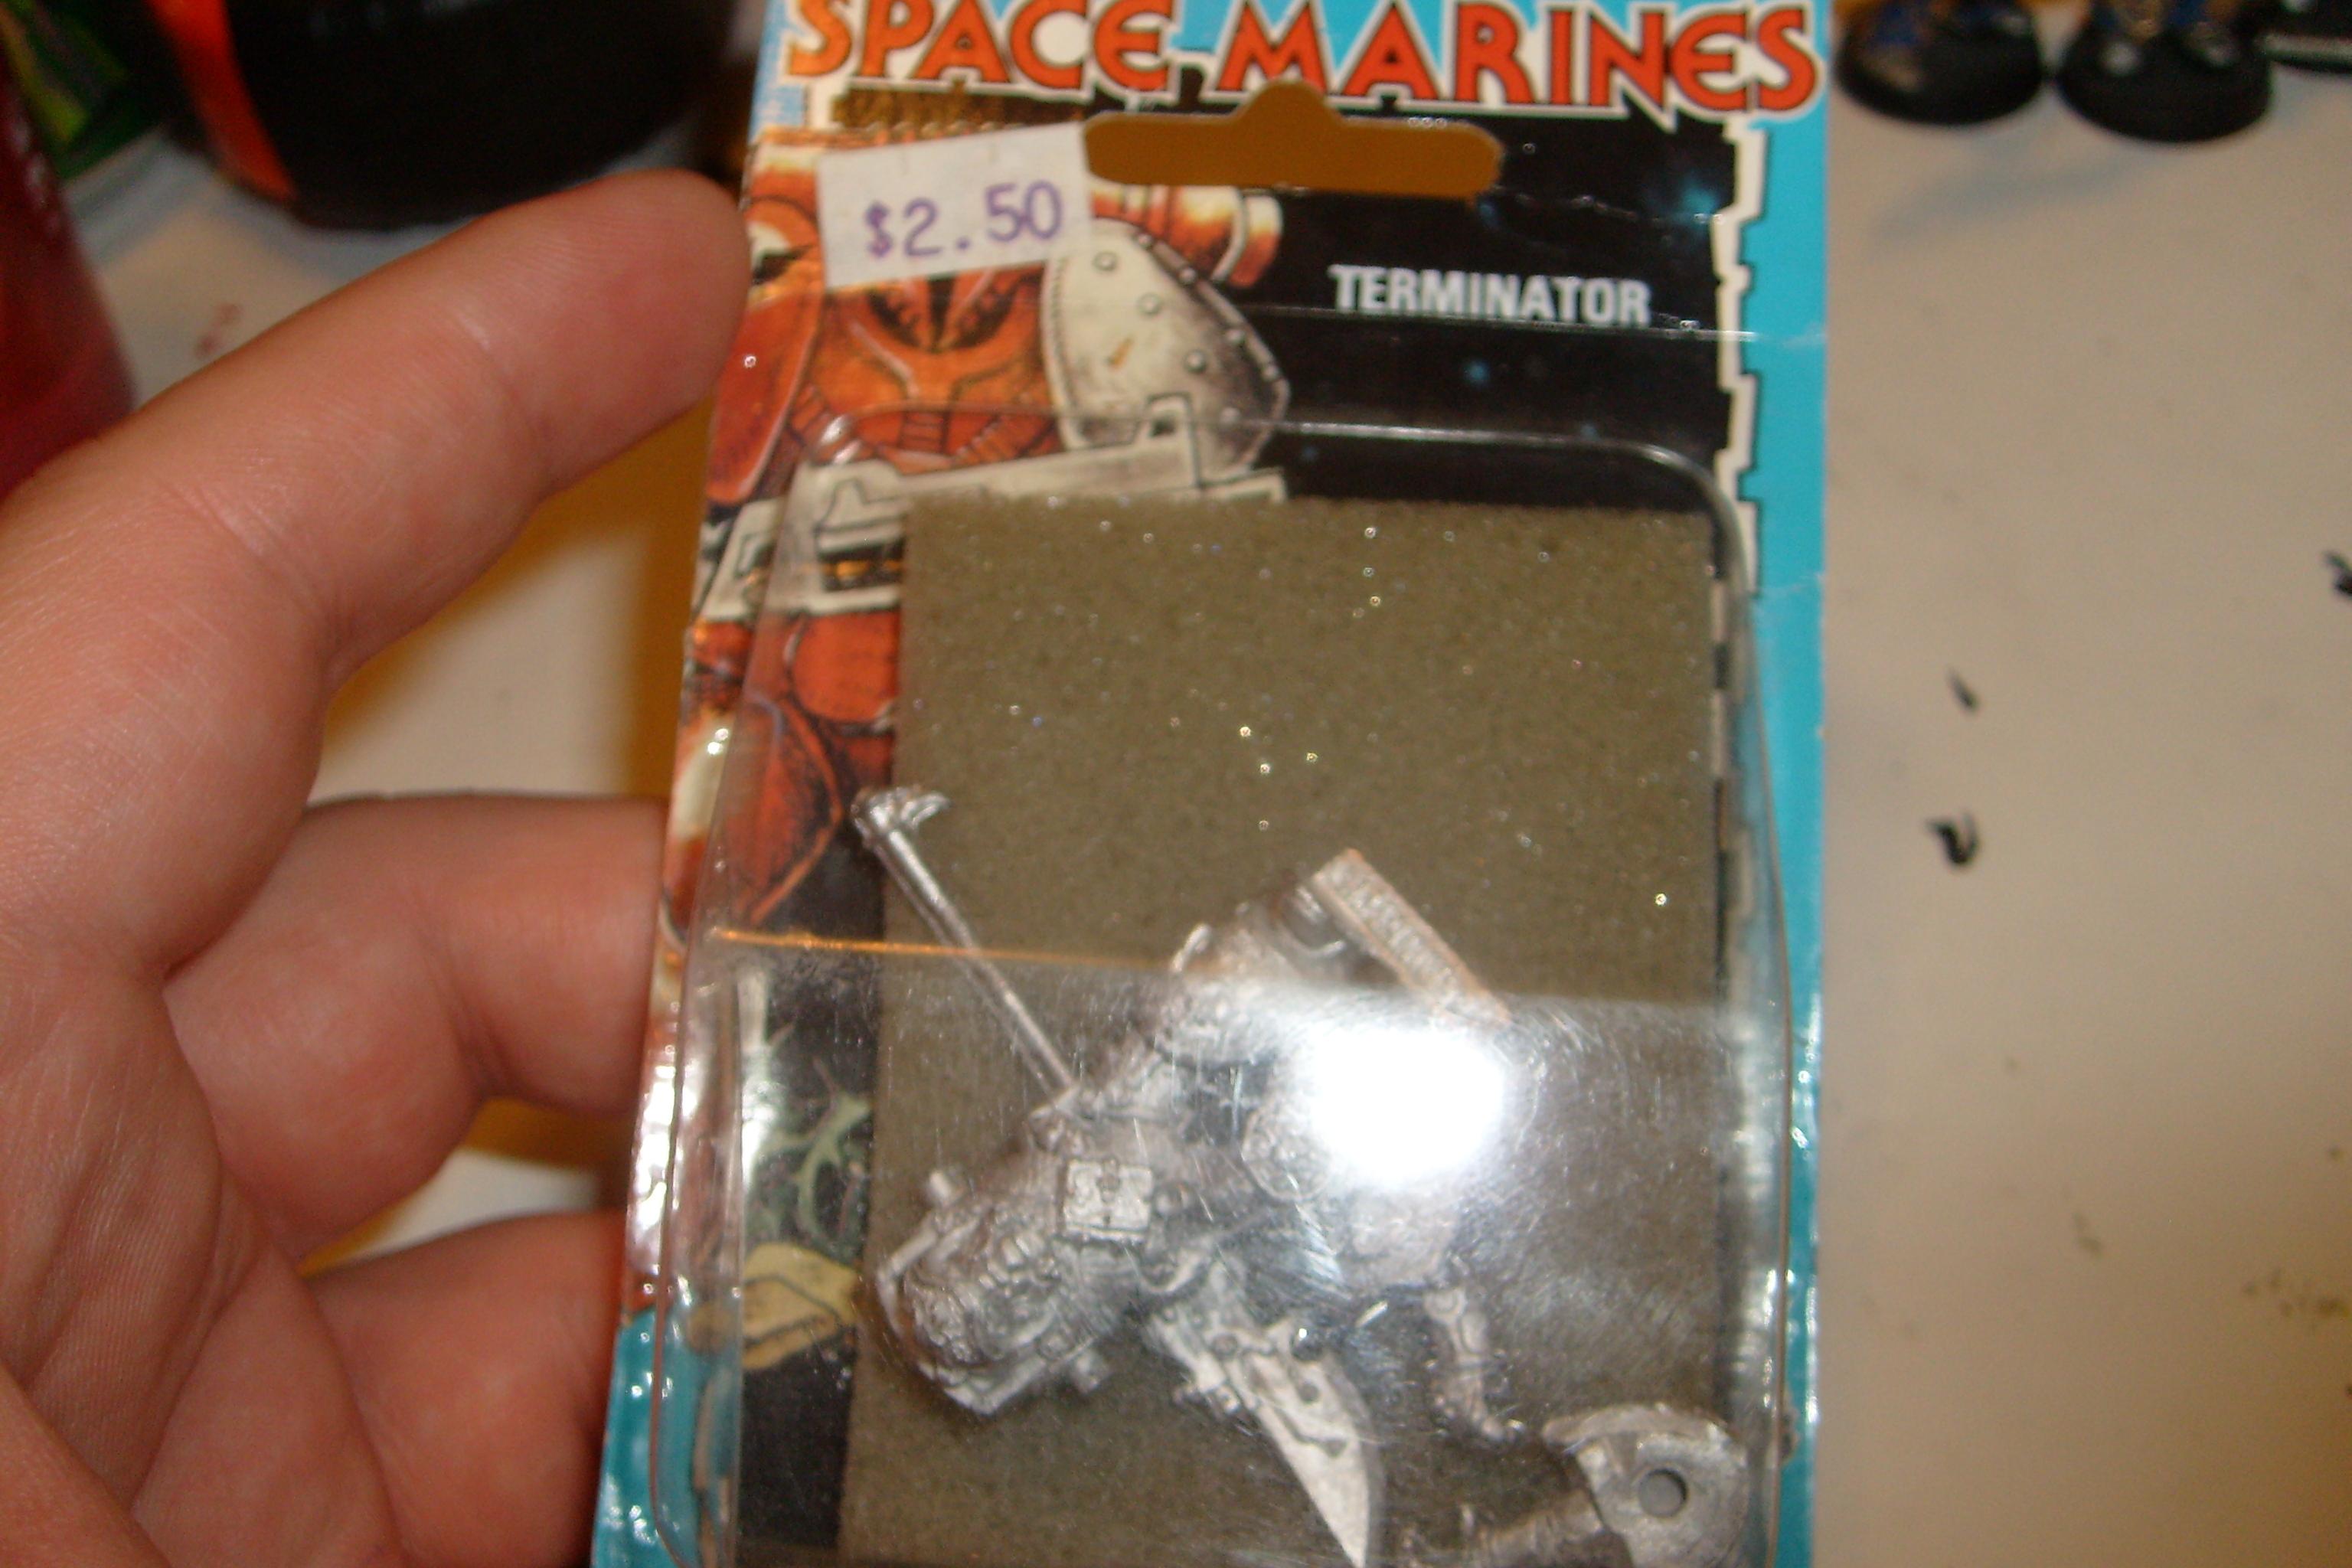 SPACE MARINES
$2.50
TERMINATOR